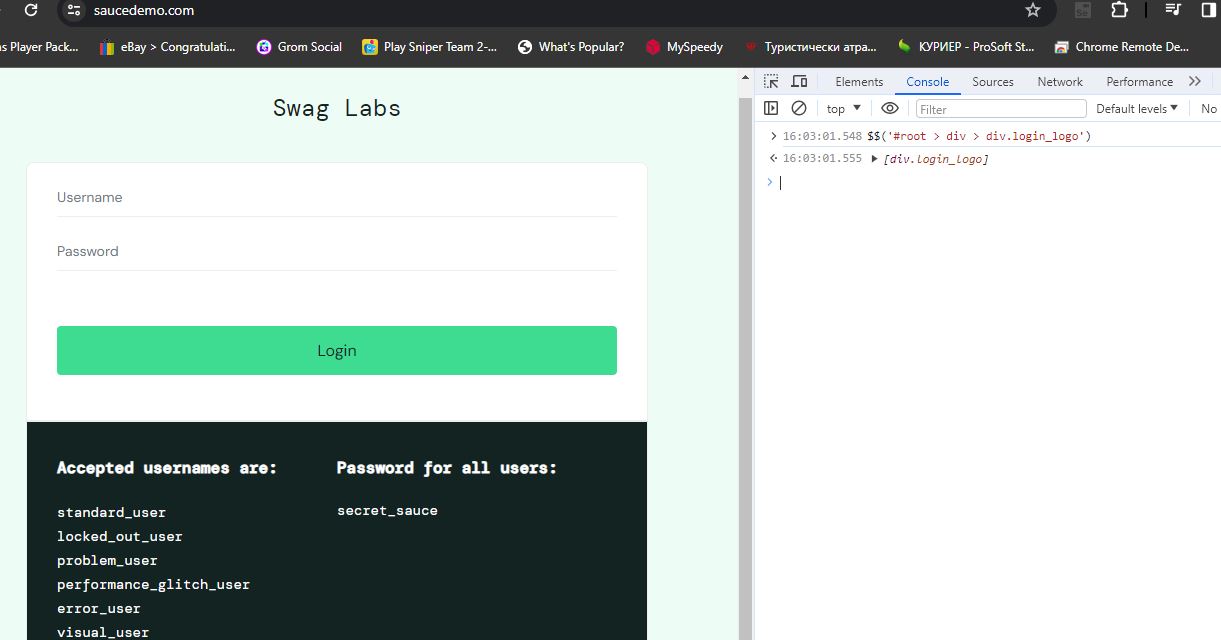 saucedemo.com
as Player Pack... eBay > Congratulati... Grom Social Play Sniper Team 2-... What's Popular? MySpeedy Туристически атра... КУРИЕР - ProSoft St... Chrome Remote De...
Swag Labs
Username
Password
Login
Accepted usernames are:
standard_user
locked_out_user
problem_user
performance_glitch_user
error_user
visual_user
Password for all users:
secret_sauce
Elements Console Sources Network Performance
top Filter Default levels No
16:03:01.548 $$('#root > div > div.login_logo')
16:03:01.555 [div.login_logo]